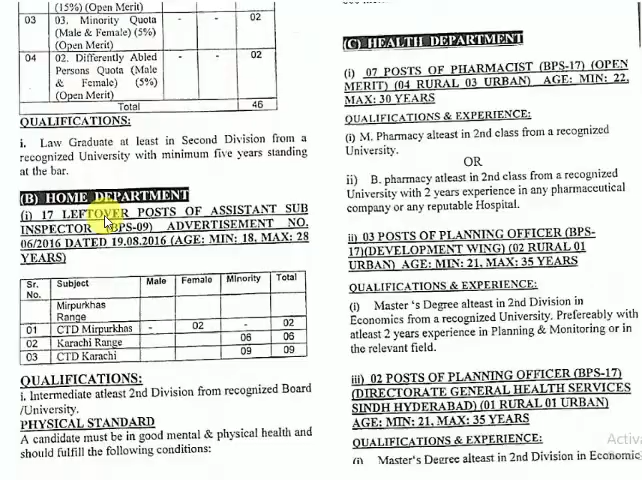 (15%) (Open Merit)
03 03. Minority Quota (Male & Female) (5%) (Open Merit) - - 02
04 02. Differently Abled Persons Quota (Male & Female) (5%) (Open Merit) - - 02
Total 46
QUALIFICATIONS:
i. Law Graduate at least in Second Division from a
recognized University with minimum five years standing
at the bar.
(B) HOME DEPARTMENT
(i) 17 LEFTOVER POSTS OF ASSISTANT SUB
INSPECTOR (BPS-09) ADVERTISEMENT NO.
06/2016 DATED 19.08.2016 (AGE: MIN: 18, MAX: 28
YEARS)
Sr. No. Subject Male Female Minority Total
Mirpurkhas
Range
01 CTD Mirpurkhas - 02 - 02
02 Karachi Range 06 06
03 CTD Karachi 09 09
QUALIFICATIONS:
i. Intermediate atleast 2nd Division from recognized Board
/University.
PHYSICAL STANDARD
A candidate must be in good mental & physical health and
should fulfill the following conditions:
(C) HEALTH DEPARTMENT
(i) 07 POSTS OF PHARMACIST (BPS-17) (OPEN
MERIT) (04 RURAL 03 URBAN) AGE: MIN: 22,
MAX: 30 YEARS
QUALIFICATIONS & EXPERIENCE:
(i) M. Pharmacy alteast in 2nd class from a recognized
University.
OR
ii) B. pharmacy atleast in 2nd class from a recognized
University with 2 years experience in any pharmaceutical
company or any reputable Hospital.
ii) 03 POSTS OF PLANNING OFFICER (BPS-
17)(DEVELOPMENT WING) (02 RURAL 01
URBAN) AGE: MIN: 21, MAX: 35 YEARS
QUALIFICATIONS & EXPERIENCE:
(i) Master 's Degree alteast in 2nd Division in
Economics from a recognized University. Prefereably with
atleast 2 years experience in Planning & Monitoring or in
the relevant field.
iii) 02 POSTS OF PLANNING OFFICER (BPS-17)
(DIRECTORATE GENERAL HEALTH SERVICES
SINDH HYDERABAD) (01 RURAL 01 URBAN)
AGE: MIN: 21, MAX: 35 YEARS
QUALIFICATIONS & EXPERIENCE:
(i) Master's Degree alteast in 2nd Division in Economic
Activ